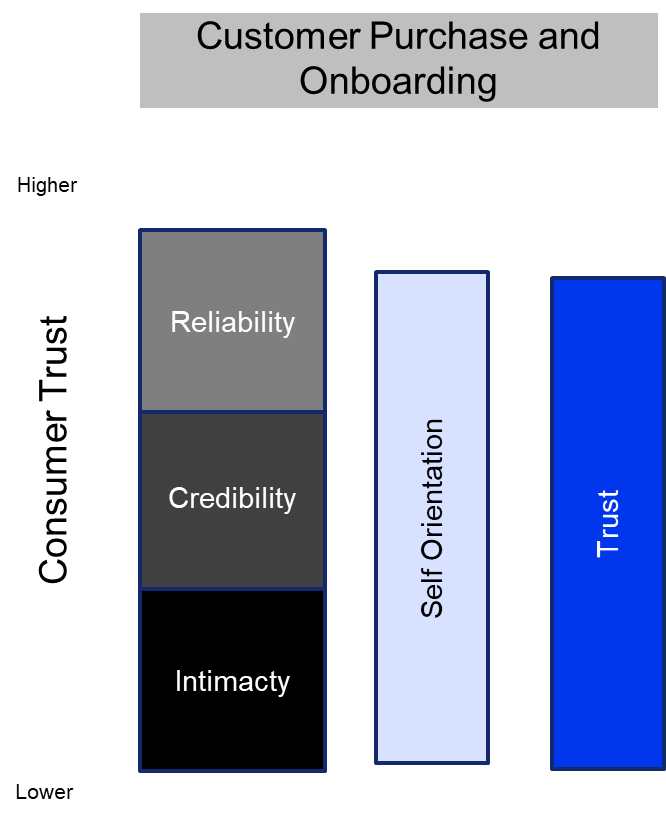 Customer Purchase and
Onboarding
Higher
Consumer Trust
Reliability
Credibility
Intimacty
Self Orientation
Trust
Lower